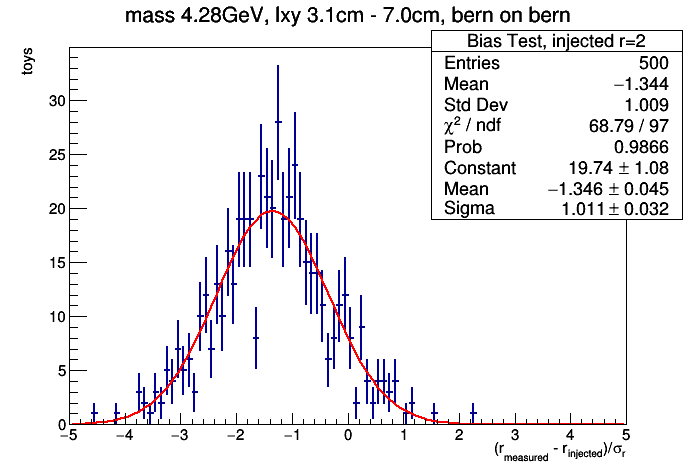 mass 4.28GeV, lxy 3.1cm - 7.0cm, bern on bern
Bias Test, injected r=2
Entries 500
Mean −1.344
Std Dev 1.009
χ² / ndf 68.79 / 97
Prob 0.9866
Constant 19.74 ± 1.08
Mean −1.346 ± 0.045
Sigma 1.011 ± 0.032
toys
30
25
20
15
10
5
0
−5 −4 −3 −2 −1 0 1 2 3 4 5
(r_measured - r_injected)/σ_r